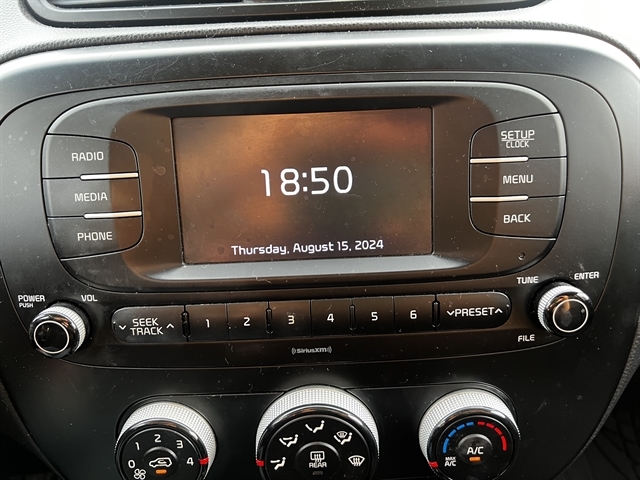 RADIO
MEDIA
PHONE
18:50
Thursday, August 15, 2024
SETUP
CLOCK
MENU
BACK
POWER
PUSH
VOL
SEEK
TRACK
1 2 3 4 5 6
PRESET
TUNE
ENTER
FILE
SiriusXM
0 1 2 3 4
REAR
MAX
A/C
A/C